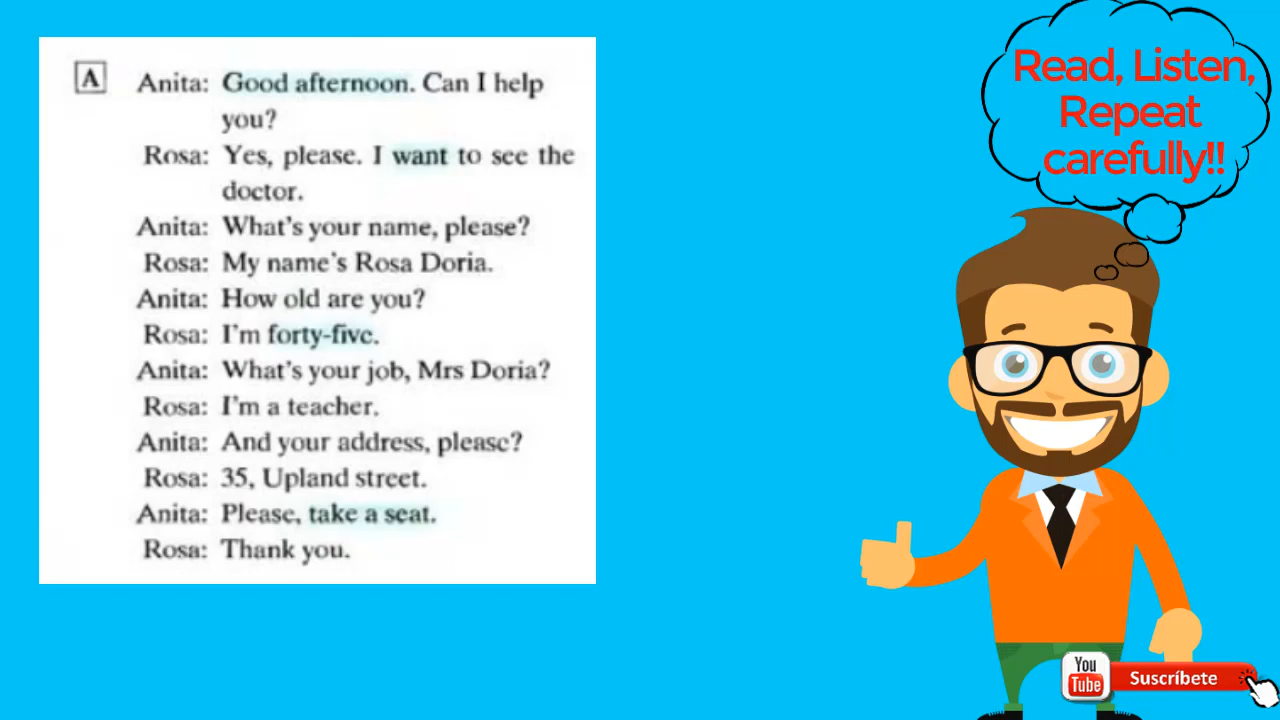 A Anita: Good afternoon. Can I help
you?
Rosa: Yes, please. I want to see the
doctor.
Anita: What's your name, please?
Rosa: My name's Rosa Doria.
Anita: How old are you?
Rosa: I'm forty-five.
Anita: What's your job, Mrs Doria?
Rosa: I'm a teacher.
Anita: And your address, please?
Rosa: 35, Upland street.
Anita: Please, take a seat.
Rosa: Thank you.
Read, Listen,
Repeat
carefully!!
You
Tube
Suscríbete